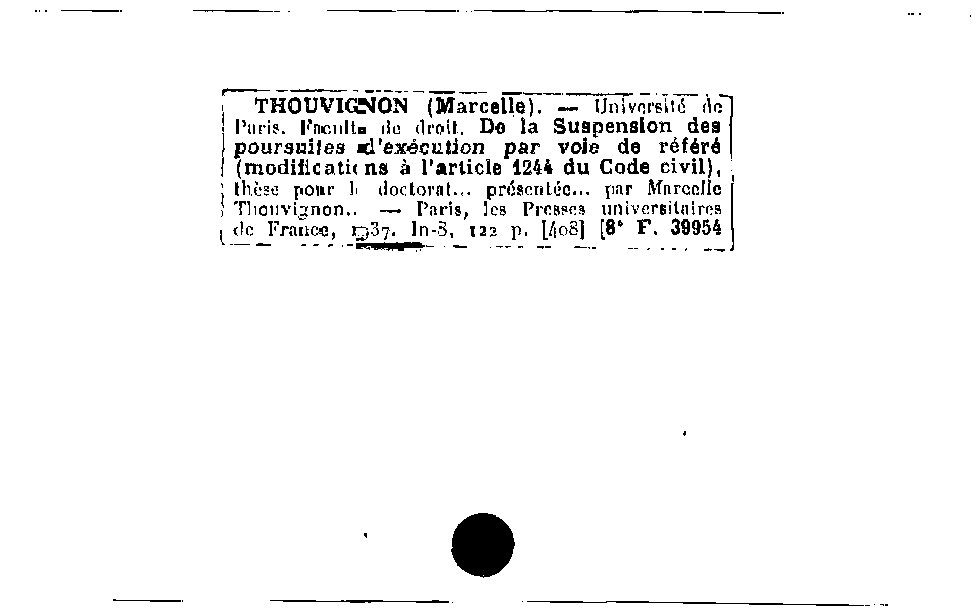 THOUVIGNON (Marcelle). — Université de
Paris. Faculté de droit. De la Suspension des
poursuites d'exécution par voie de référé
(modifications à l'article 1244 du Code civil),
thèse pour le doctorat... présentée... par Marcelle
Thouvignon.. — Paris, les Presses universitaires
de France, 1937. In-8, 122 p. [408] [8° F. 39954